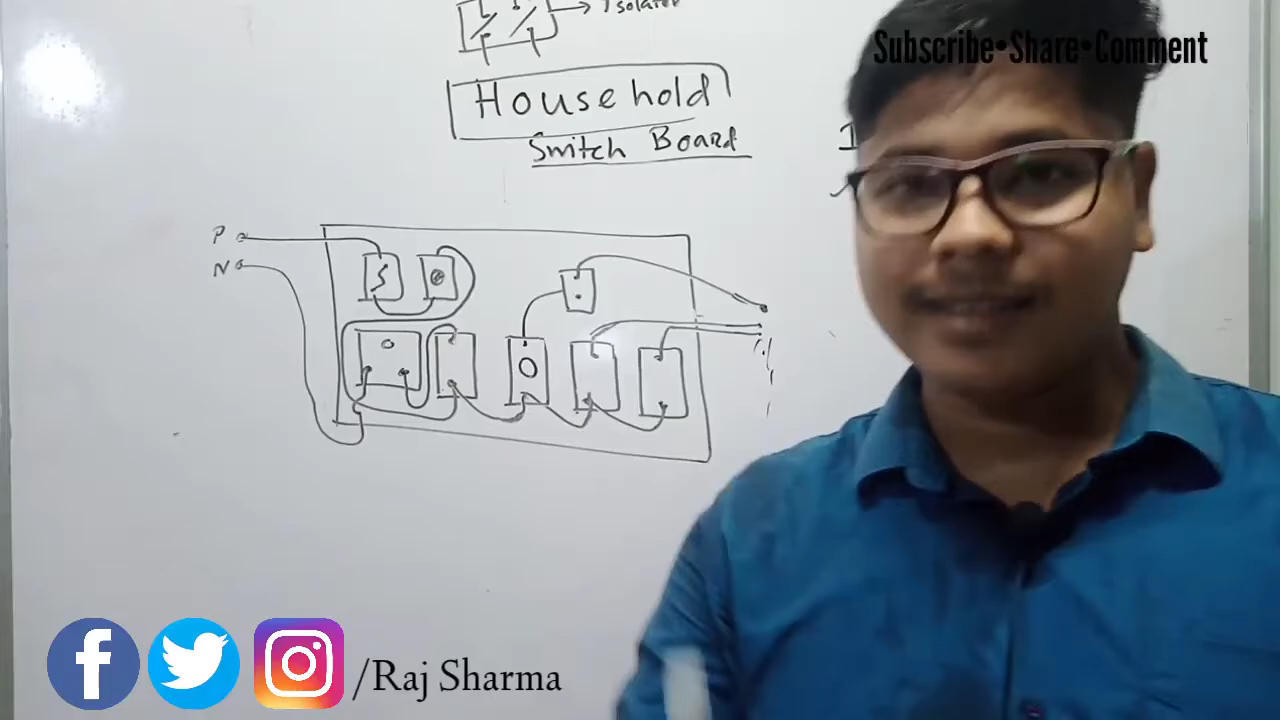 Isolator
Subscribe•Share•Comment
Household
Switch Board
P
N
/Raj Sharma